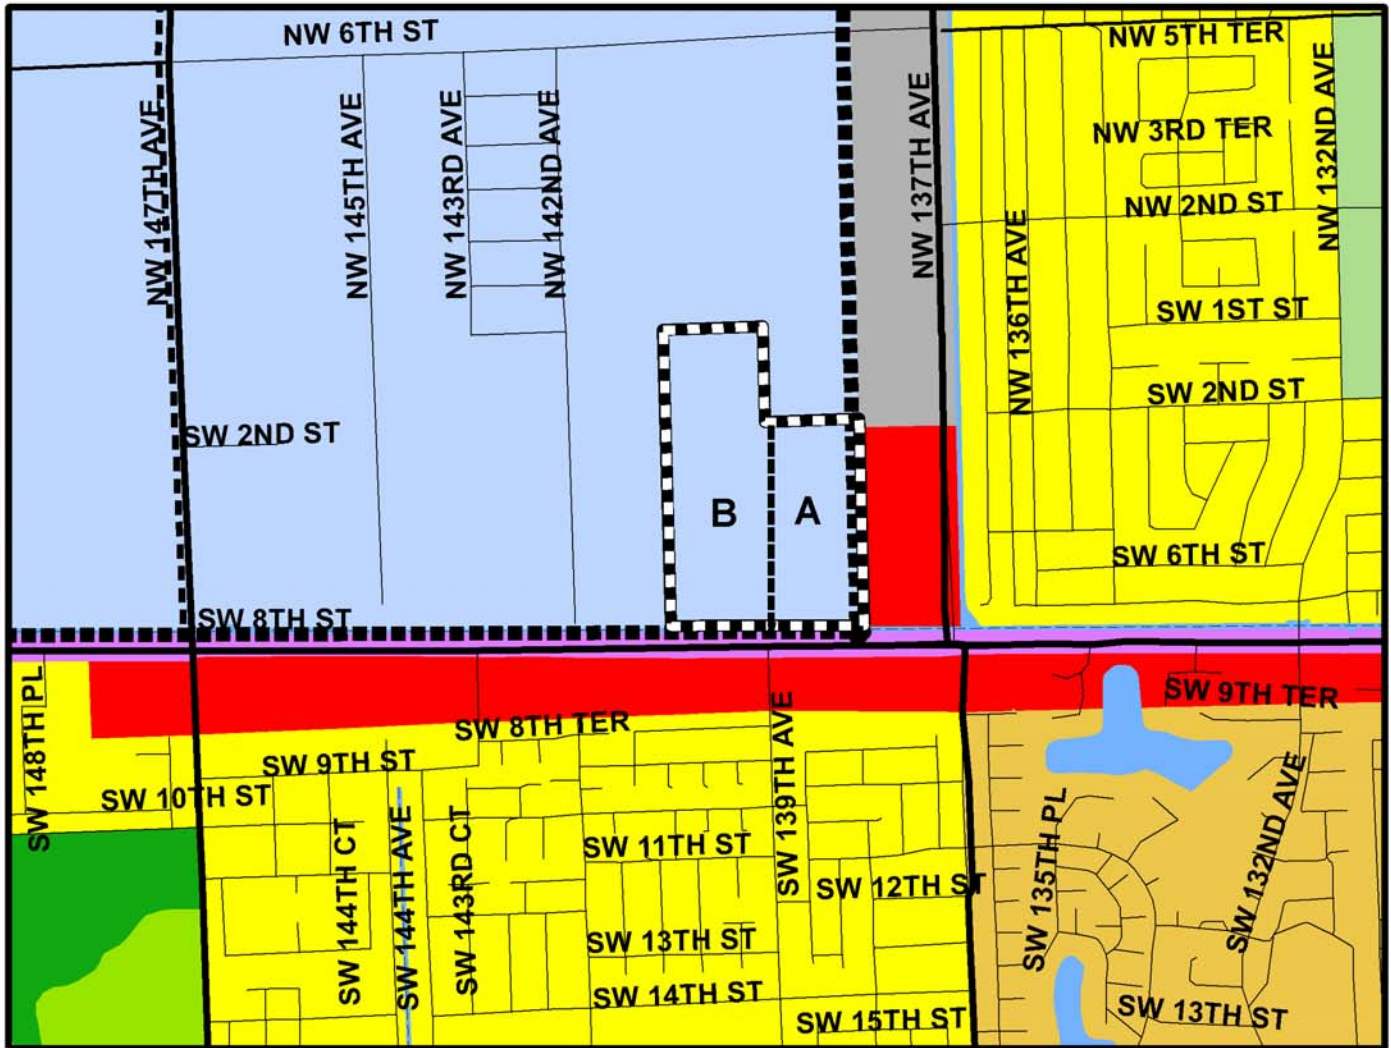 NW 6TH ST
NW 5TH TER
NW 147TH AVE
NW 145TH AVE
NW 143RD AVE
NW 142ND AVE
NW 137TH AVE
NW 132ND AVE
NW 3RD TER
NW 2ND ST
NW 136TH AVE
SW 1ST ST
SW 2ND ST
SW 2ND ST
B
A
SW 6TH ST
SW 8TH ST
SW 148TH PL
SW 8TH TER
SW 139TH AVE
SW 9TH TER
SW 9TH ST
SW 10TH ST
SW 144TH CT
SW 144TH AVE
SW 143RD CT
SW 11TH ST
SW 12TH ST
SW 135TH PL
SW 132ND AVE
SW 13TH ST
SW 14TH ST
SW 15TH ST
SW 13TH ST